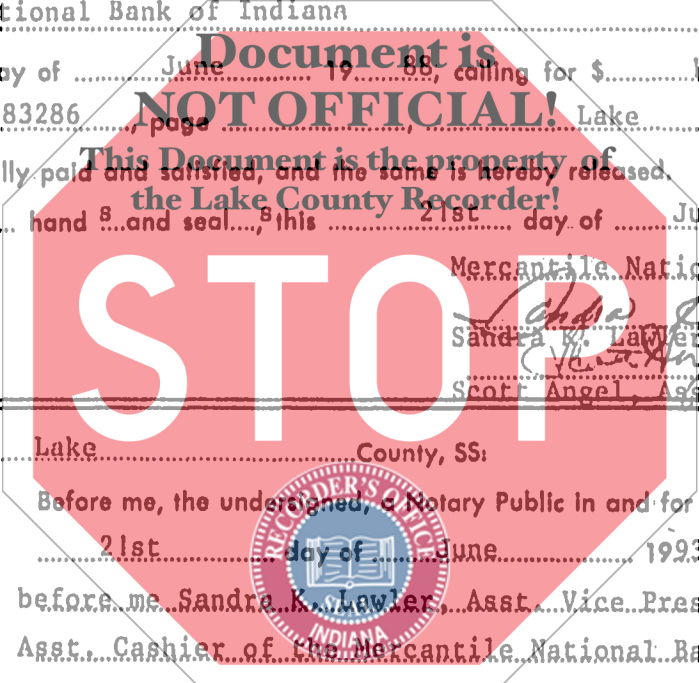 tional Bank of Indiana
Document is
ay of June 19 88, calling for $
NOT OFFICIAL!
83286, page , Lake
This Document is the property of
lly paid and satisfied, and the same is hereby released.
the Lake County Recorder!
hand s and seal s, this 21st day of Ju
Mercantile Natio
STOP
Sandra K. Lawler
Scott Angel, Ass
Lake County, SS:
Before me, the undersigned, a Notary Public in and for
RECORDER'S OFFICE
21st day of June 1993
before me Sandra K. Lawler, Asst. Vice Pres
SEAL
INDIANA
Asst. Cashier of the Mercantile National Ba